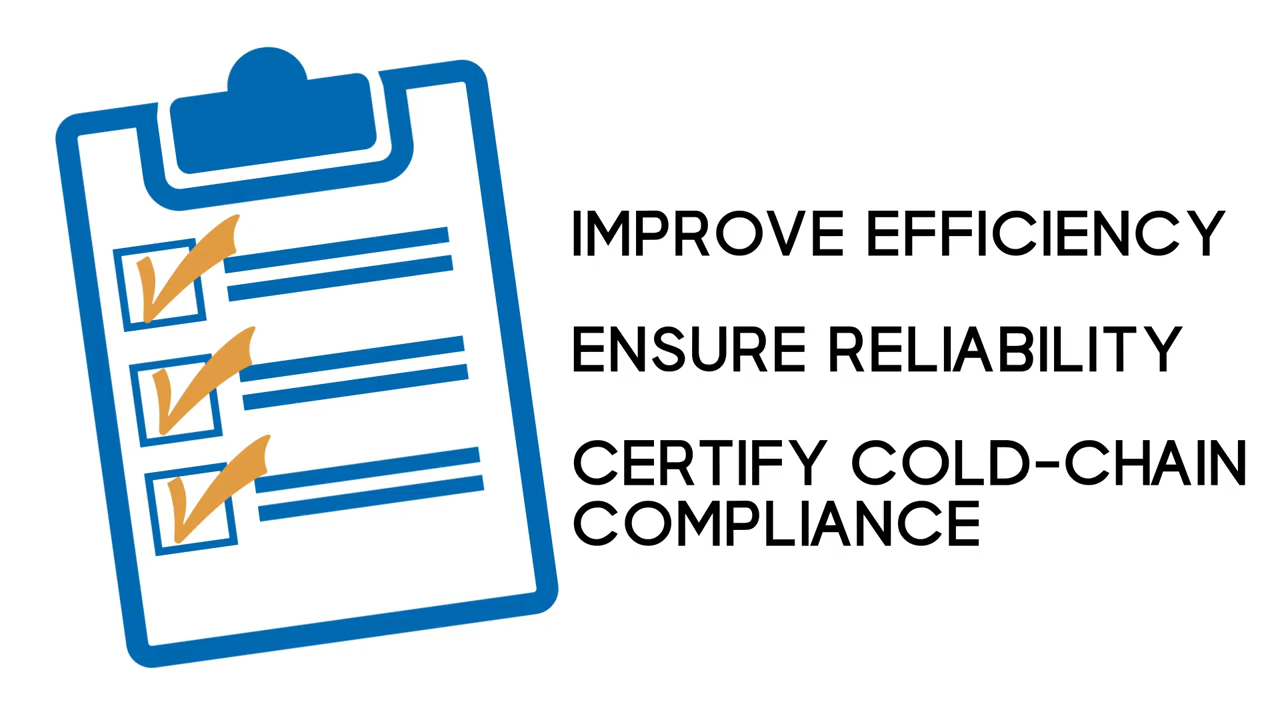 IMPROVE EFFICIENCY
ENSURE RELIABILITY
CERTIFY COLD-CHAIN
COMPLIANCE